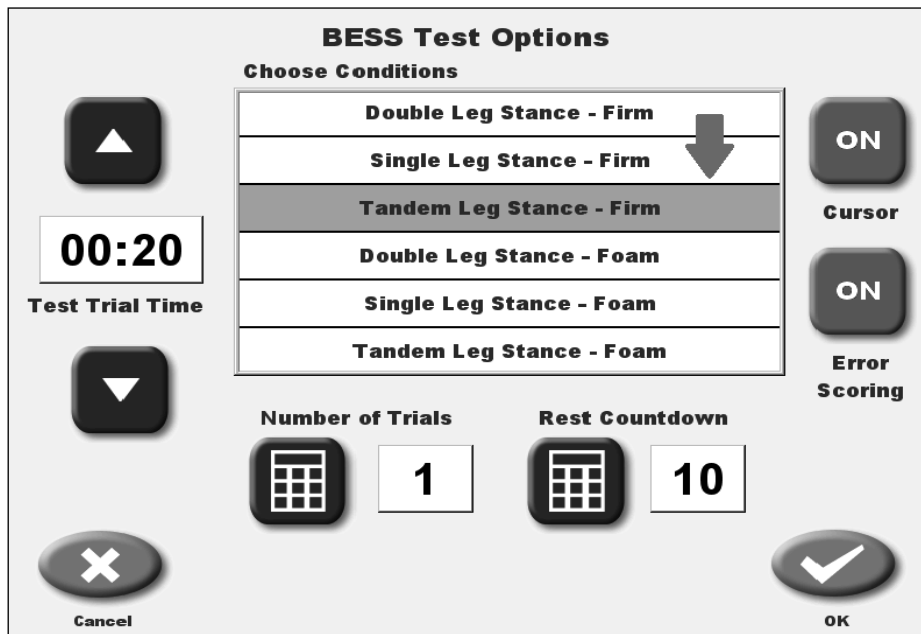 BESS Test Options
Choose Conditions
Double Leg Stance - Firm
Single Leg Stance - Firm
Tandem Leg Stance - Firm
Double Leg Stance - Foam
Single Leg Stance - Foam
Tandem Leg Stance - Foam
00:20
Test Trial Time
ON
Cursor
ON
Error
Scoring
Number of Trials
1
Rest Countdown
10
Cancel
OK